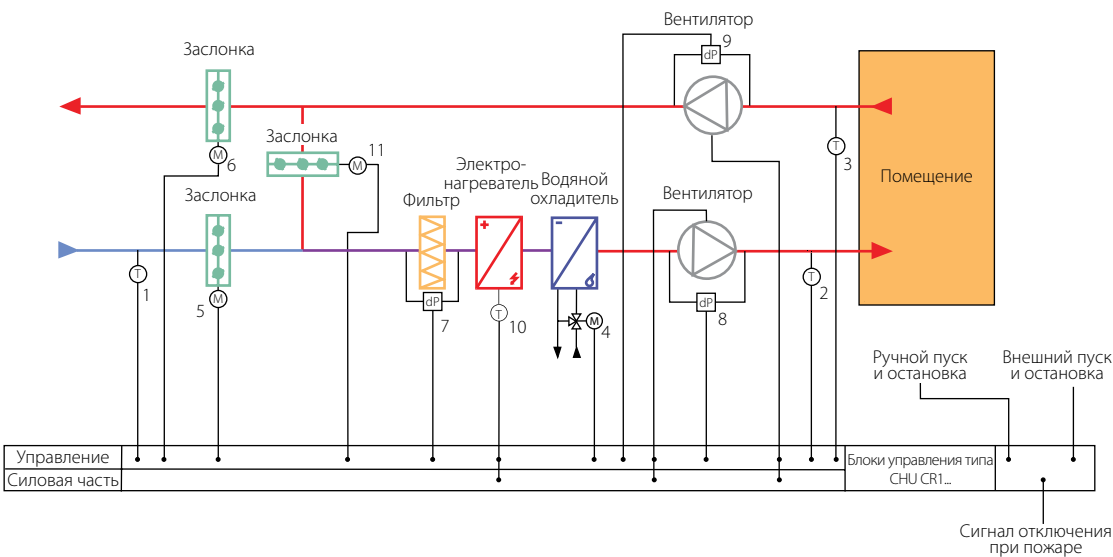 Вентилятор
9
dP
Заслонка
Заслонка
M
6
M
11
T
3
Помещение
Электро-
нагреватель
Водяной
охладитель
Заслонка
Фильтр
Вентилятор
+
-
T
1
M
5
dP
7
T
10
M
4
dP
8
T
2
Ручной пуск
и остановка
Внешний пуск
и остановка
Управление
Силовая часть
Блоки управления типа
CHU CR1...
Сигнал отключения
при пожаре